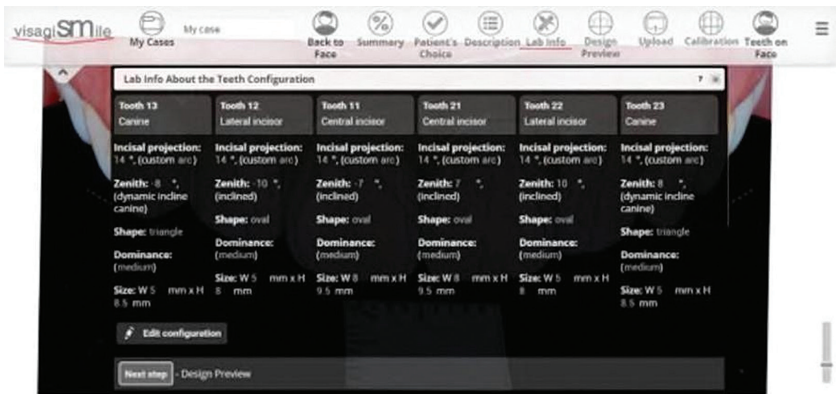 visagiSMile
My Cases
My case
Back to
Face
Summary
Patient's
Choice
Description
Lab Info
Design
Preview
Upload
Calibration
Teeth on
Face
Lab Info About the Teeth Configuration
?
Tooth 13
Canine
Incisal projection:
14 °, (custom arc)
Zenith: -8 °,
(dynamic incline
canine)
Shape: triangle
Dominance:
(medium)
Size: W 5 mm x H
8.5 mm
Tooth 12
Lateral incisor
Incisal projection:
14 °, (custom arc)
Zenith: -10 °,
(inclined)
Shape: oval
Dominance:
(medium)
Size: W 5 mm x H
8 mm
Tooth 11
Central incisor
Incisal projection:
14 °, (custom arc)
Zenith: -7 °,
(inclined)
Shape: oval
Dominance:
(medium)
Size: W 8 mm x H
9.5 mm
Tooth 21
Central incisor
Incisal projection:
14 °, (custom arc)
Zenith: 7 °,
(inclined)
Shape: oval
Dominance:
(medium)
Size: W 8 mm x H
9.5 mm
Tooth 22
Lateral incisor
Incisal projection:
14 °, (custom arc)
Zenith: 10 °,
(inclined)
Shape: oval
Dominance:
(medium)
Size: W 5 mm x H
8 mm
Tooth 23
Canine
Incisal projection:
14 °, (custom arc)
Zenith: 8 °,
(dynamic incline
canine)
Shape: triangle
Dominance:
(medium)
Size: W 5 mm x H
8.5 mm
Edit configuration
Next step - Design Preview